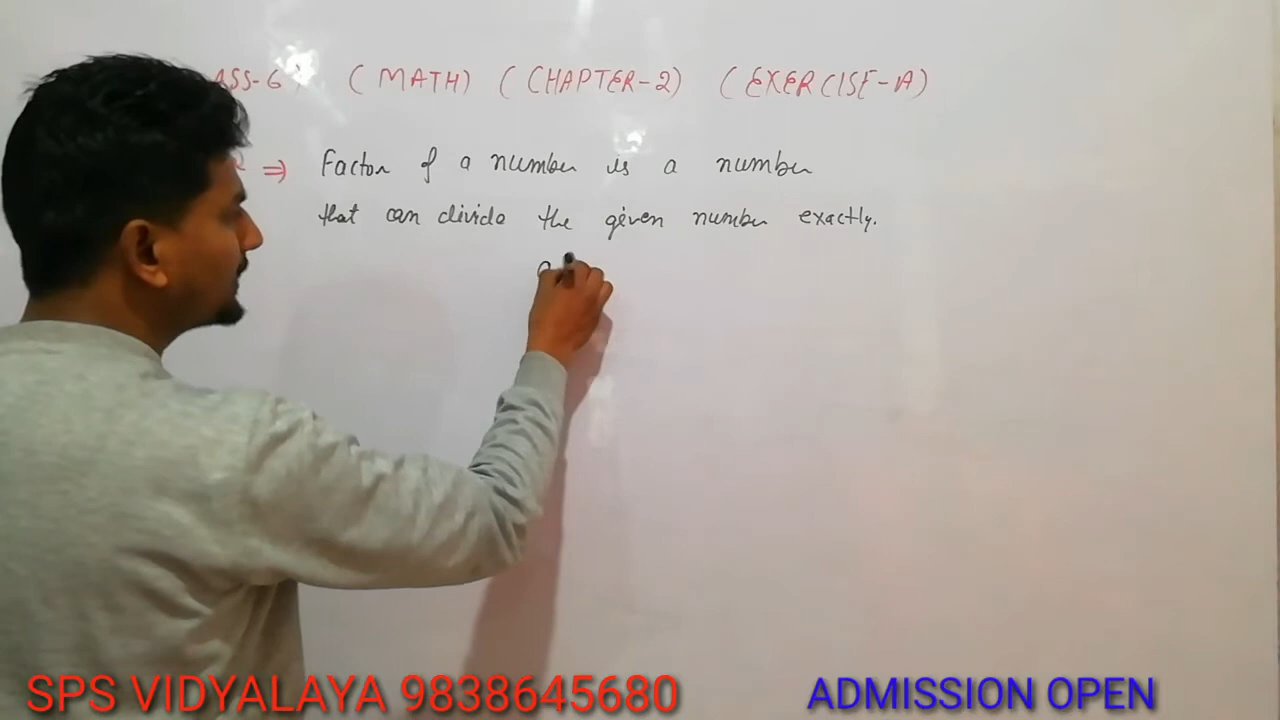 ASS-6) (MATH) (CHAPTER-2) (EXERCISE-A)
⇒ Factor of a number is a number
that can divide the given number exactly.
SPS VIDYALAYA 9838645680 ADMISSION OPEN